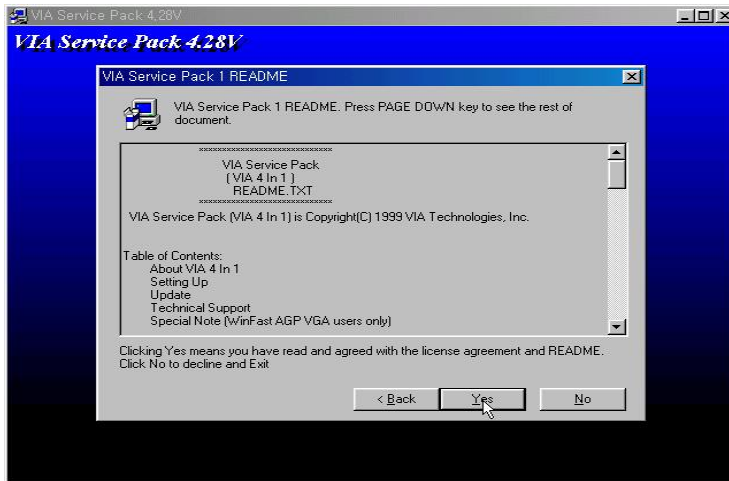 VIA Service Pack 4.28V
VIA Service Pack 4.28V
VIA Service Pack 1 README
VIA Service Pack 1 README. Press PAGE DOWN key to see the rest of
document.
****************************
VIA Service Pack
( VIA 4 In 1 )
README.TXT
****************************
VIA Service Pack (VIA 4 In 1) is Copyright(C) 1999 VIA Technologies, Inc.
Table of Contents:
About VIA 4 In 1
Setting Up
Update
Technical Support
Special Note (WinFast AGP VGA users only)
Clicking Yes means you have read and agreed with the license agreement and README.
Click No to decline and Exit
< Back
Yes
No